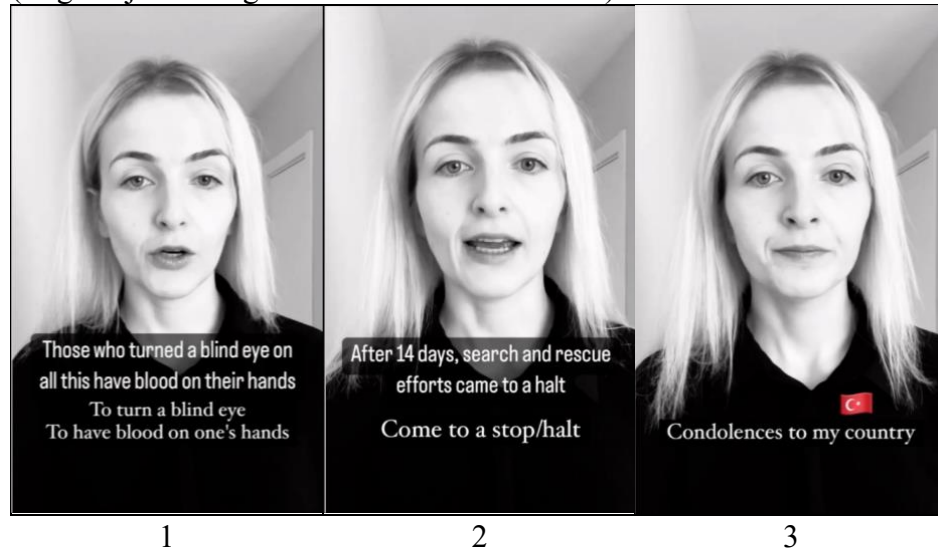 Those who turned a blind eye on
all this have blood on their hands
To turn a blind eye
To have blood on one's hands
After 14 days, search and rescue
efforts came to a halt
Come to a stop/halt
Condolences to my country
1 2 3